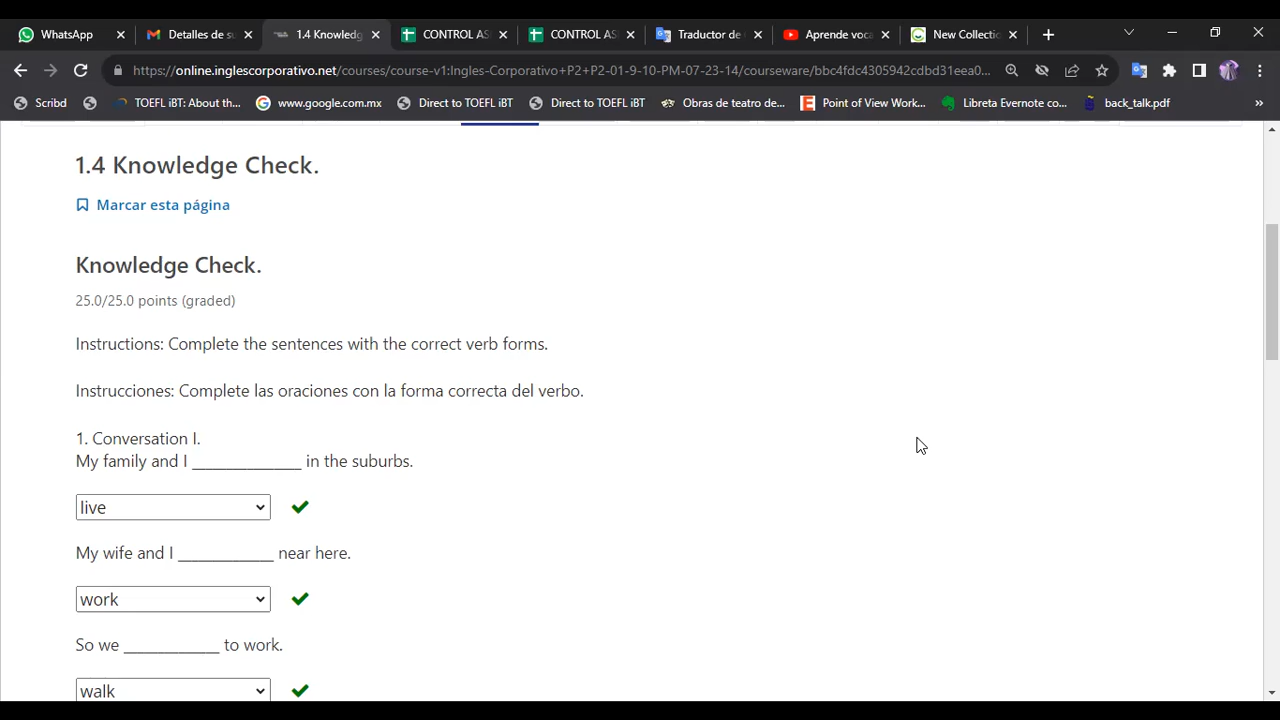 WhatsApp
Detalles de su
1.4 Knowledg
CONTROL AS
CONTROL AS
Traductor de
Aprende voca
New Collectio
https://online.inglescorporativo.net/courses/course-v1:Ingles-Corporativo+P2+P2-01-9-10-PM-07-23-14/courseware/bbc4fdc4305942cdbd31eea0...
Scribd
TOEFL iBT: About th...
www.google.com.mx
Direct to TOEFL iBT
Direct to TOEFL iBT
Obras de teatro de...
Point of View Work...
Libreta Evernote co...
back_talk.pdf
»
1.4 Knowledge Check.
Marcar esta página
Knowledge Check.
25.0/25.0 points (graded)
Instructions: Complete the sentences with the correct verb forms.
Instrucciones: Complete las oraciones con la forma correcta del verbo.
1. Conversation I.
My family and I ____________ in the suburbs.
live
My wife and I ___________ near here.
work
So we ___________ to work.
walk